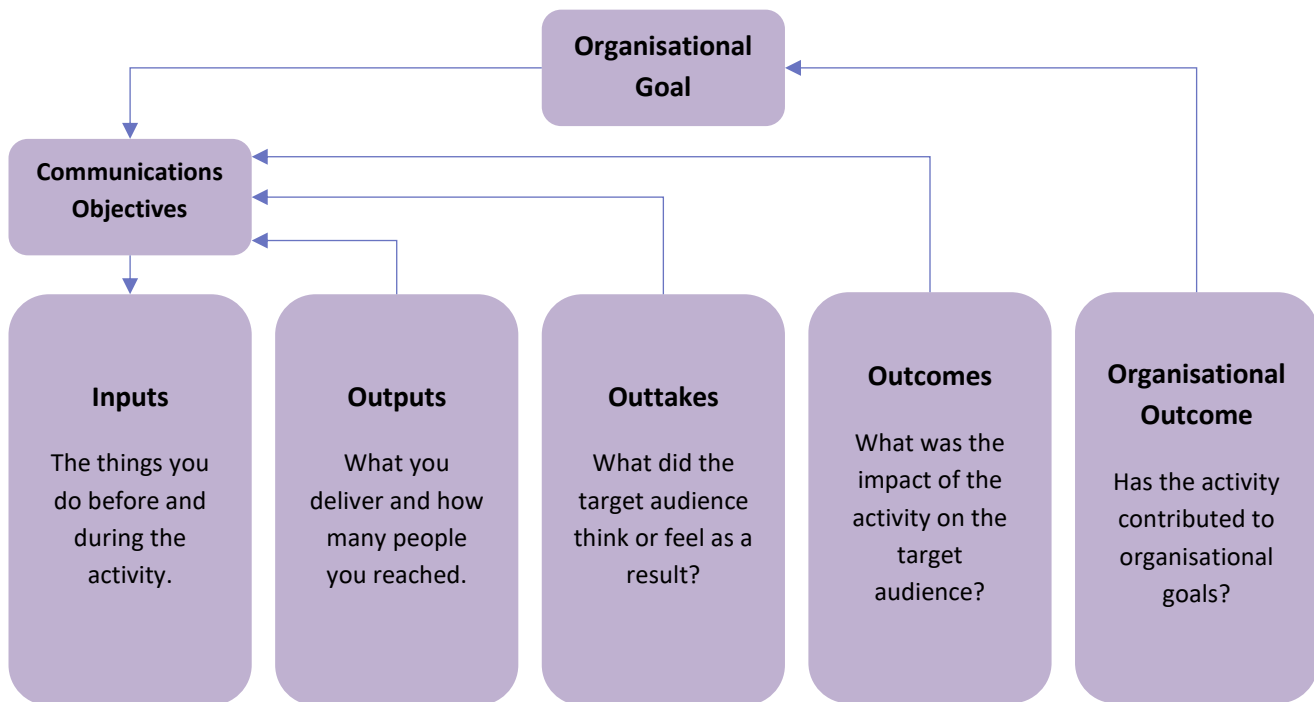 Organisational
Goal
Communications
Objectives
Inputs
The things you
do before and
during the
activity.
Outputs
What you
deliver and how
many people
you reached.
Outtakes
What did the
target audience
think or feel as a
result?
Outcomes
What was the
impact of the
activity on the
target
audience?
Organisational
Outcome
Has the activity
contributed to
organisational
goals?